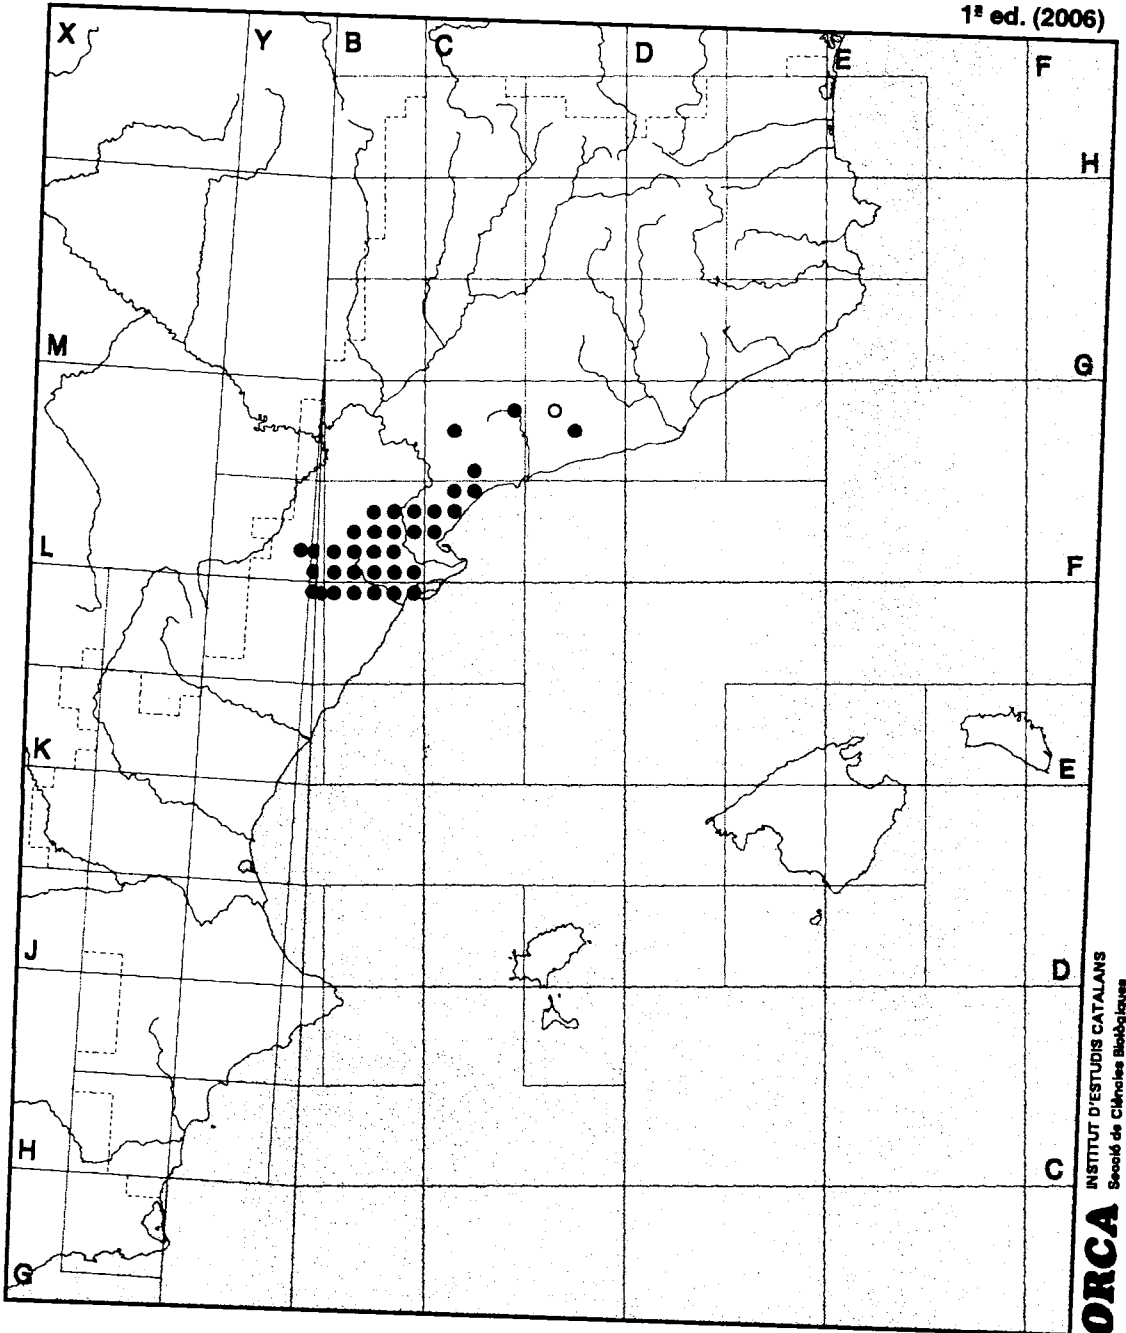 1ª ed. (2006)
X
Y
B
C
D
E
F
H
M
G
L
F
K
E
J
D
H
C
G
INSTITUT D'ESTUDIS CATALANS
Secció de Ciències Biològiques
ORCA